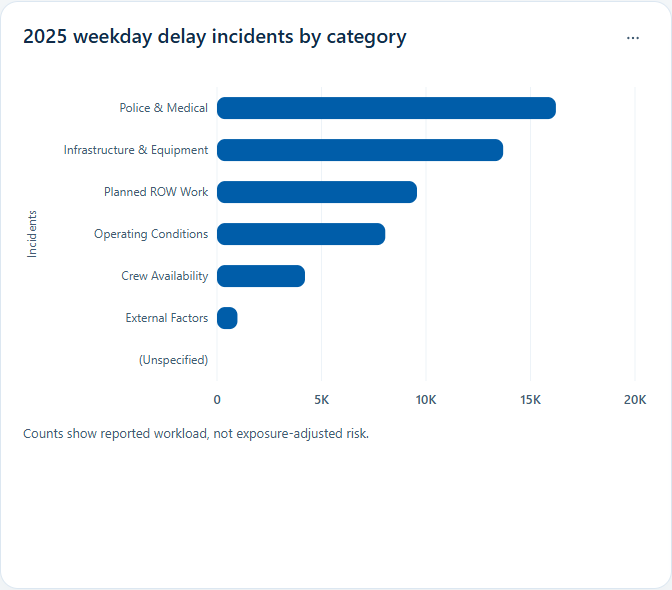 2025 weekday delay incidents by category
...
Incidents
Police & Medical
Infrastructure & Equipment
Planned ROW Work
Operating Conditions
Crew Availability
External Factors
(Unspecified)
0 5K 10K 15K 20K
Counts show reported workload, not exposure-adjusted risk.